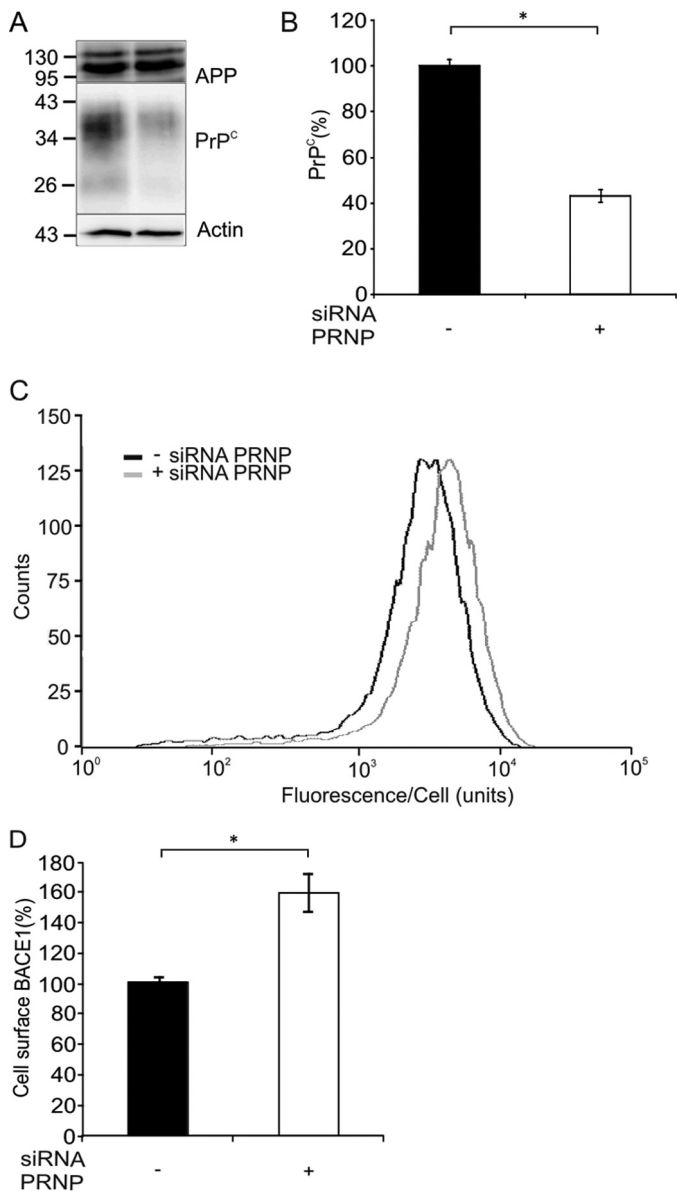 A
130
95
43
34
26
43
APP
PrPᶜ
Actin
B
*
PrPᶜ(%)
120
100
80
60
40
20
0
siRNA
PRNP
- +
C
150
125
100
75
50
25
0
Counts
- siRNA PRNP
+ siRNA PRNP
10⁰ 10² 10³ 10⁴ 10⁵
Fluorescence/Cell (units)
D
*
Cell surface BACE1(%)
180
160
140
120
100
80
60
40
20
0
siRNA
PRNP
- +